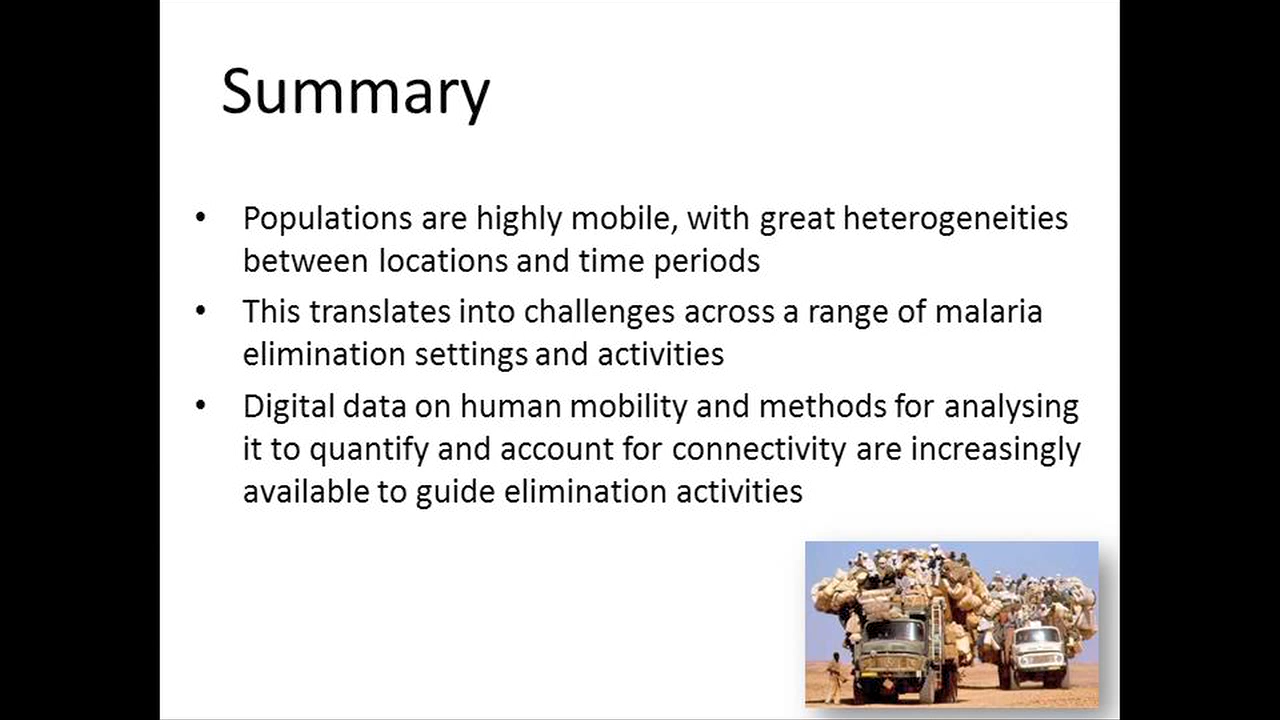 Summary
• Populations are highly mobile, with great heterogeneities
between locations and time periods
• This translates into challenges across a range of malaria
elimination settings and activities
• Digital data on human mobility and methods for analysing
it to quantify and account for connectivity are increasingly
available to guide elimination activities